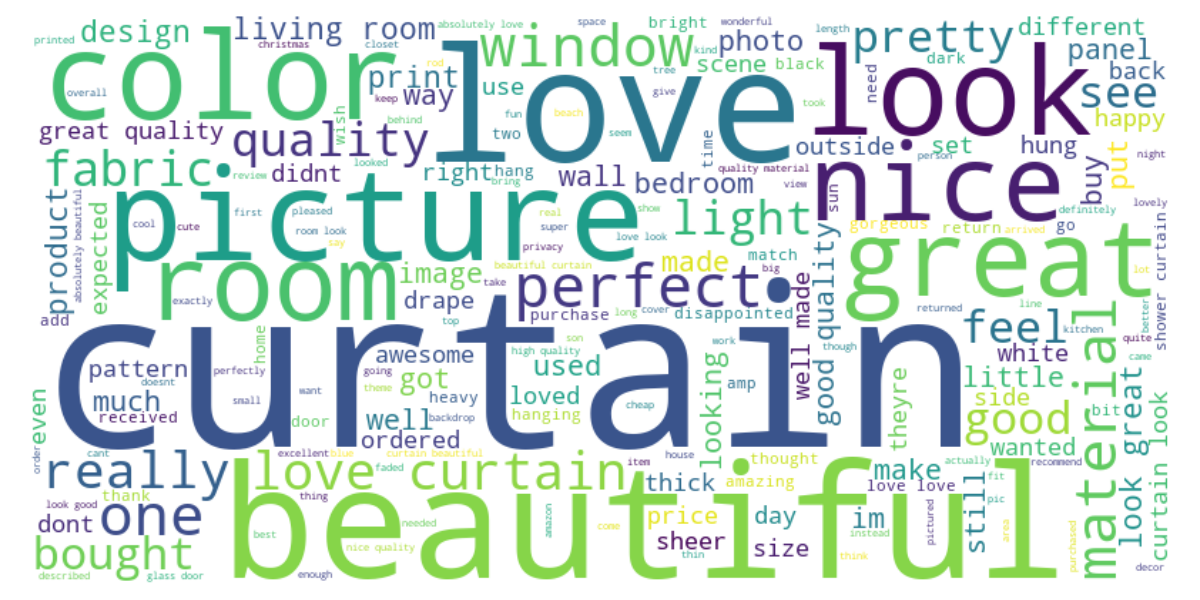 curtain
beautiful
love
picture
color
look
nice
great
room
perfect
window
pretty
quality
fabric
light
material
really
love curtain
one
bought
good
feel
design
living room
absolutely love
space
bright
wonderful
length
different
printed
christmas
closet
kind
photo
panel
print
rod
scene
black
dark
back
overall
keep
way
use
tree
give
took
need
see
great quality
wish
behind
fun
beach
happy
two
time
outside
set
hung
person
night
review
looked
didnt
right
hang
bring
seem
wall
bedroom
quality material
view
sun
buy
put
product
absolutely beautiful
expected
cool
cute
first
pleased
room look
say
real
super
privacy
show
love look
gorgeous
return
arrived
definitely
go
lovely
shower curtain
image
beautiful curtain
take
made
match
big
lot
add
exactly
drape
top
purchase
long
cover
disappointed
well made
good quality
returned
line
kitchen
better
quite
came
white
home
pattern
doesnt
perfectly
going
awesome
high quality
son
work
though
used
amp
little
much
small
want
theme
got
heavy
loved
cheap
looking
theyre
side
bit
look great
curtain look
received
door
well
backdrop
hanging
ordered
wanted
even
order
cant
excellent
blue
curtain beautiful
item
house
thought
actually
recommend
faded
thick
amazing
make
love love
fit
look good
thank
thing
needed
amazon
price
day
im
pictured
still
pic
area
purchased
dont
best
come
sheer
size
instead
nice quality
thin
think
described
glass door
enough
decor